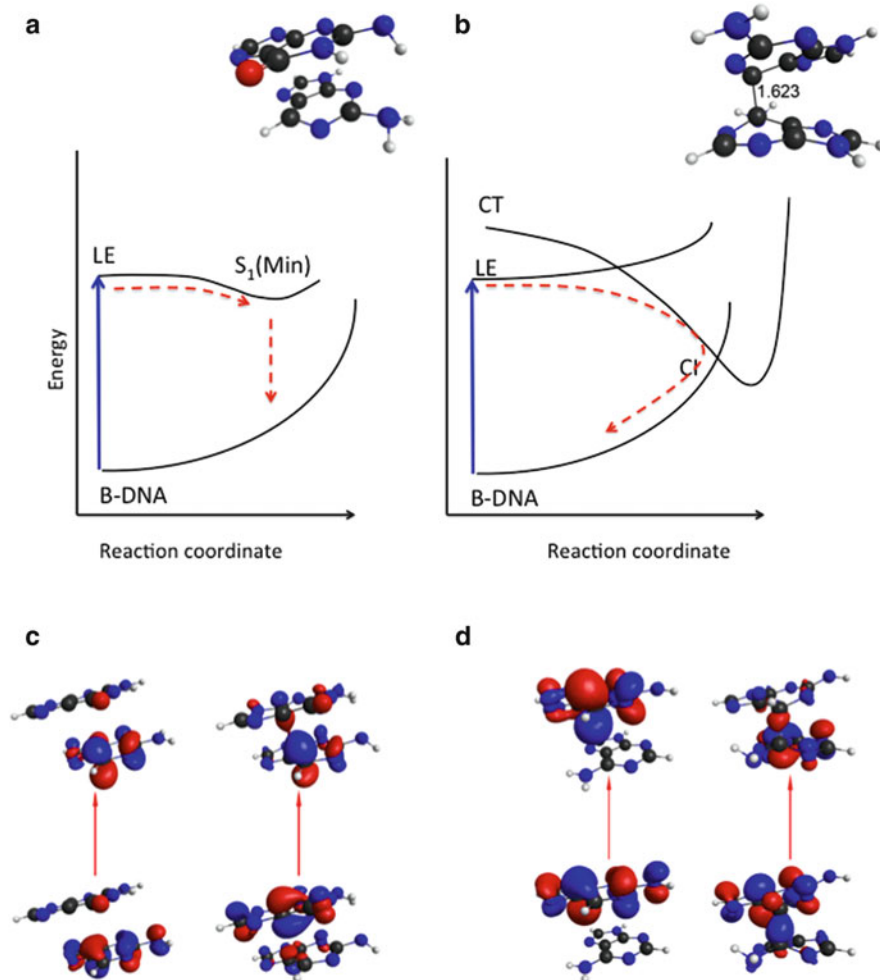 a
b
1.623
Energy
LE
S1(Min)
B-DNA
Reaction coordinate
CT
LE
CI
B-DNA
Reaction coordinate
c
d